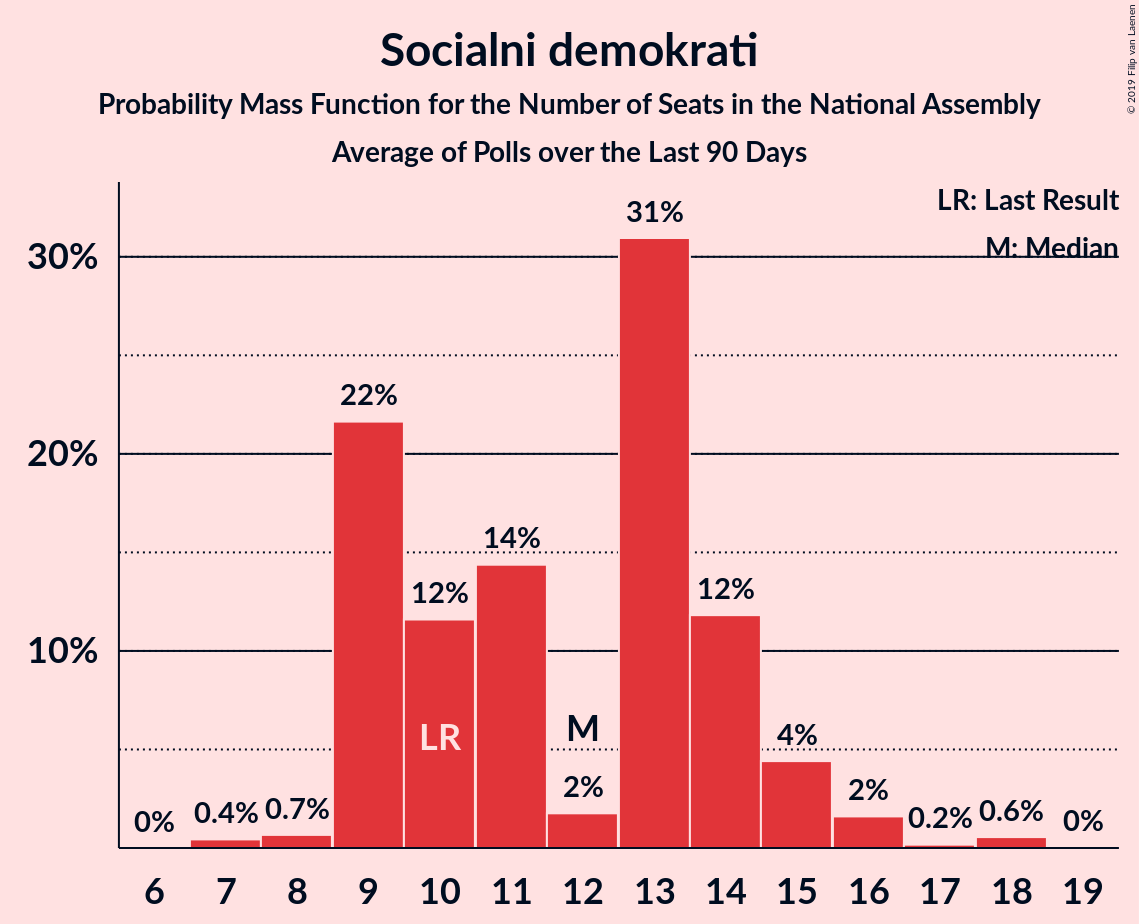 Socialni demokrati
Probability Mass Function for the Number of Seats in the National Assembly
Average of Polls over the Last 90 Days
© 2019 Filip van Laenen
LR: Last Result
M: Median
30%
20%
10%
0%
0.4%
0.7%
22%
12%
14%
2%
31%
12%
4%
2%
0.2%
0.6%
0%
LR
M
6 7 8 9 10 11 12 13 14 15 16 17 18 19